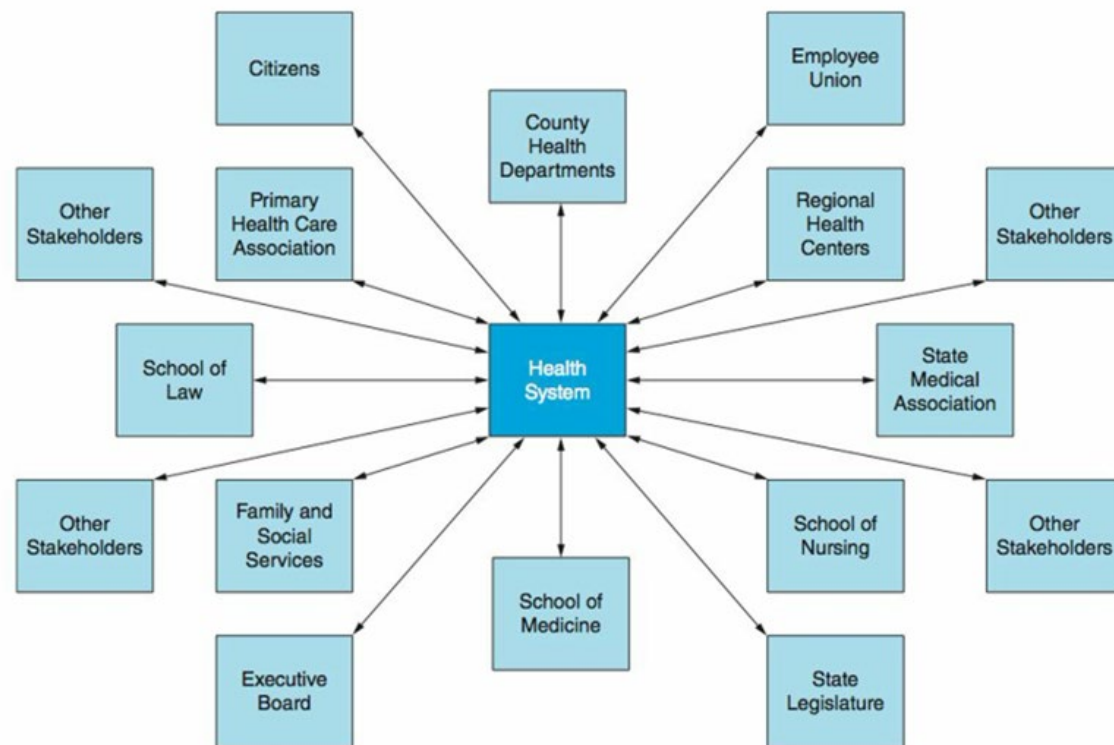 Citizens
Employee
Union
County
Health
Departments
Other
Stakeholders
Primary
Health Care
Association
Regional
Health
Centers
Other
Stakeholders
School of
Law
Health
System
State
Medical
Association
Other
Stakeholders
Family and
Social
Services
School of
Medicine
School of
Nursing
Other
Stakeholders
Executive
Board
State
Legislature